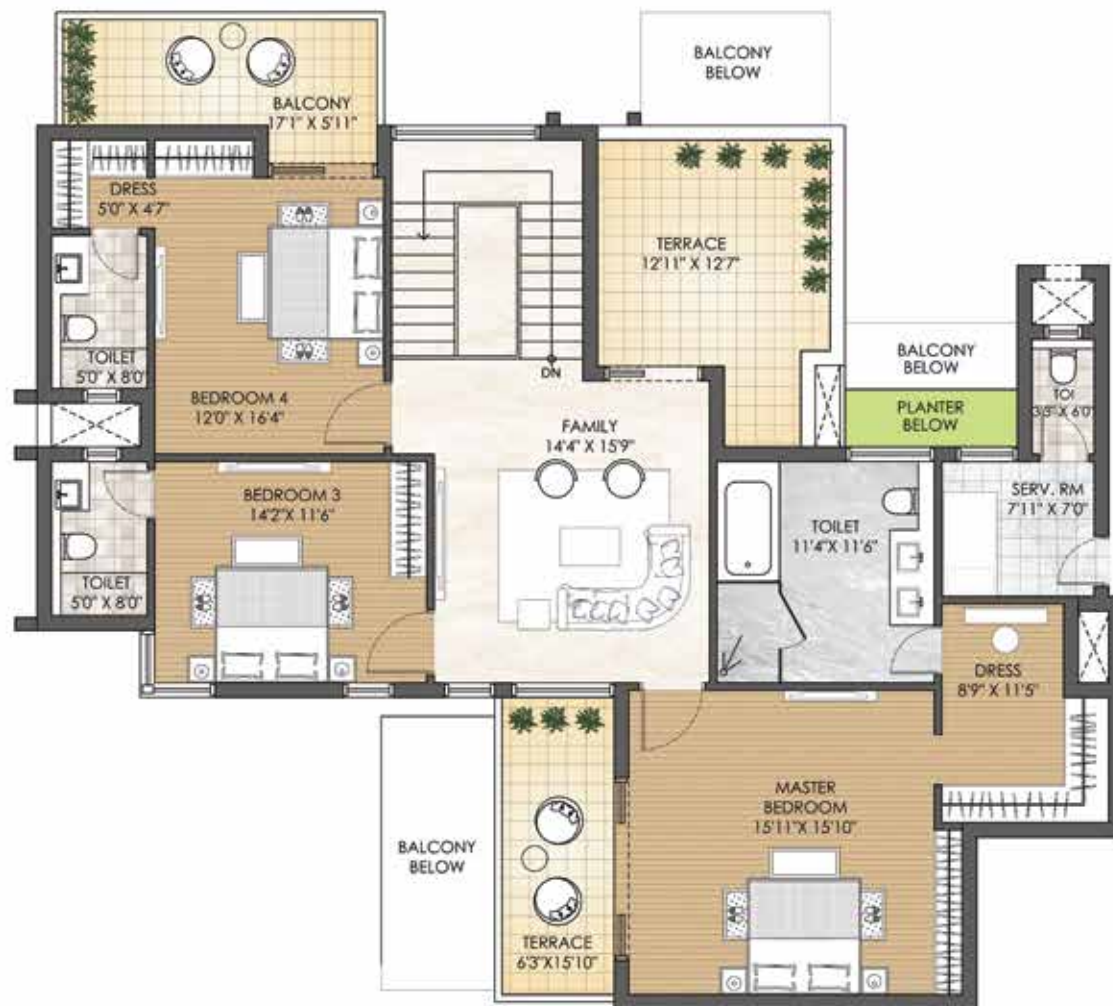 BALCONY
BELOW
BALCONY
17'1" X 5'11"
DRESS
5'0" X 4'7"
TERRACE
12'11" X 12'7"
TOILET
5'0" X 8'0"
BEDROOM 4
12'0" X 16'4"
DN
BALCONY
BELOW
PLANTER
BELOW
TOI
3'5" X 6'0"
FAMILY
14'4" X 15'9"
BEDROOM 3
14'2"X 11'6"
TOILET
11'4"X 11'6"
SERV. RM
7'11" X 7'0"
TOILET
5'0" X 8'0"
DRESS
8'9" X 11'5"
MASTER
BEDROOM
15'11"X 15'10"
BALCONY
BELOW
TERRACE
6'3"X15'10"